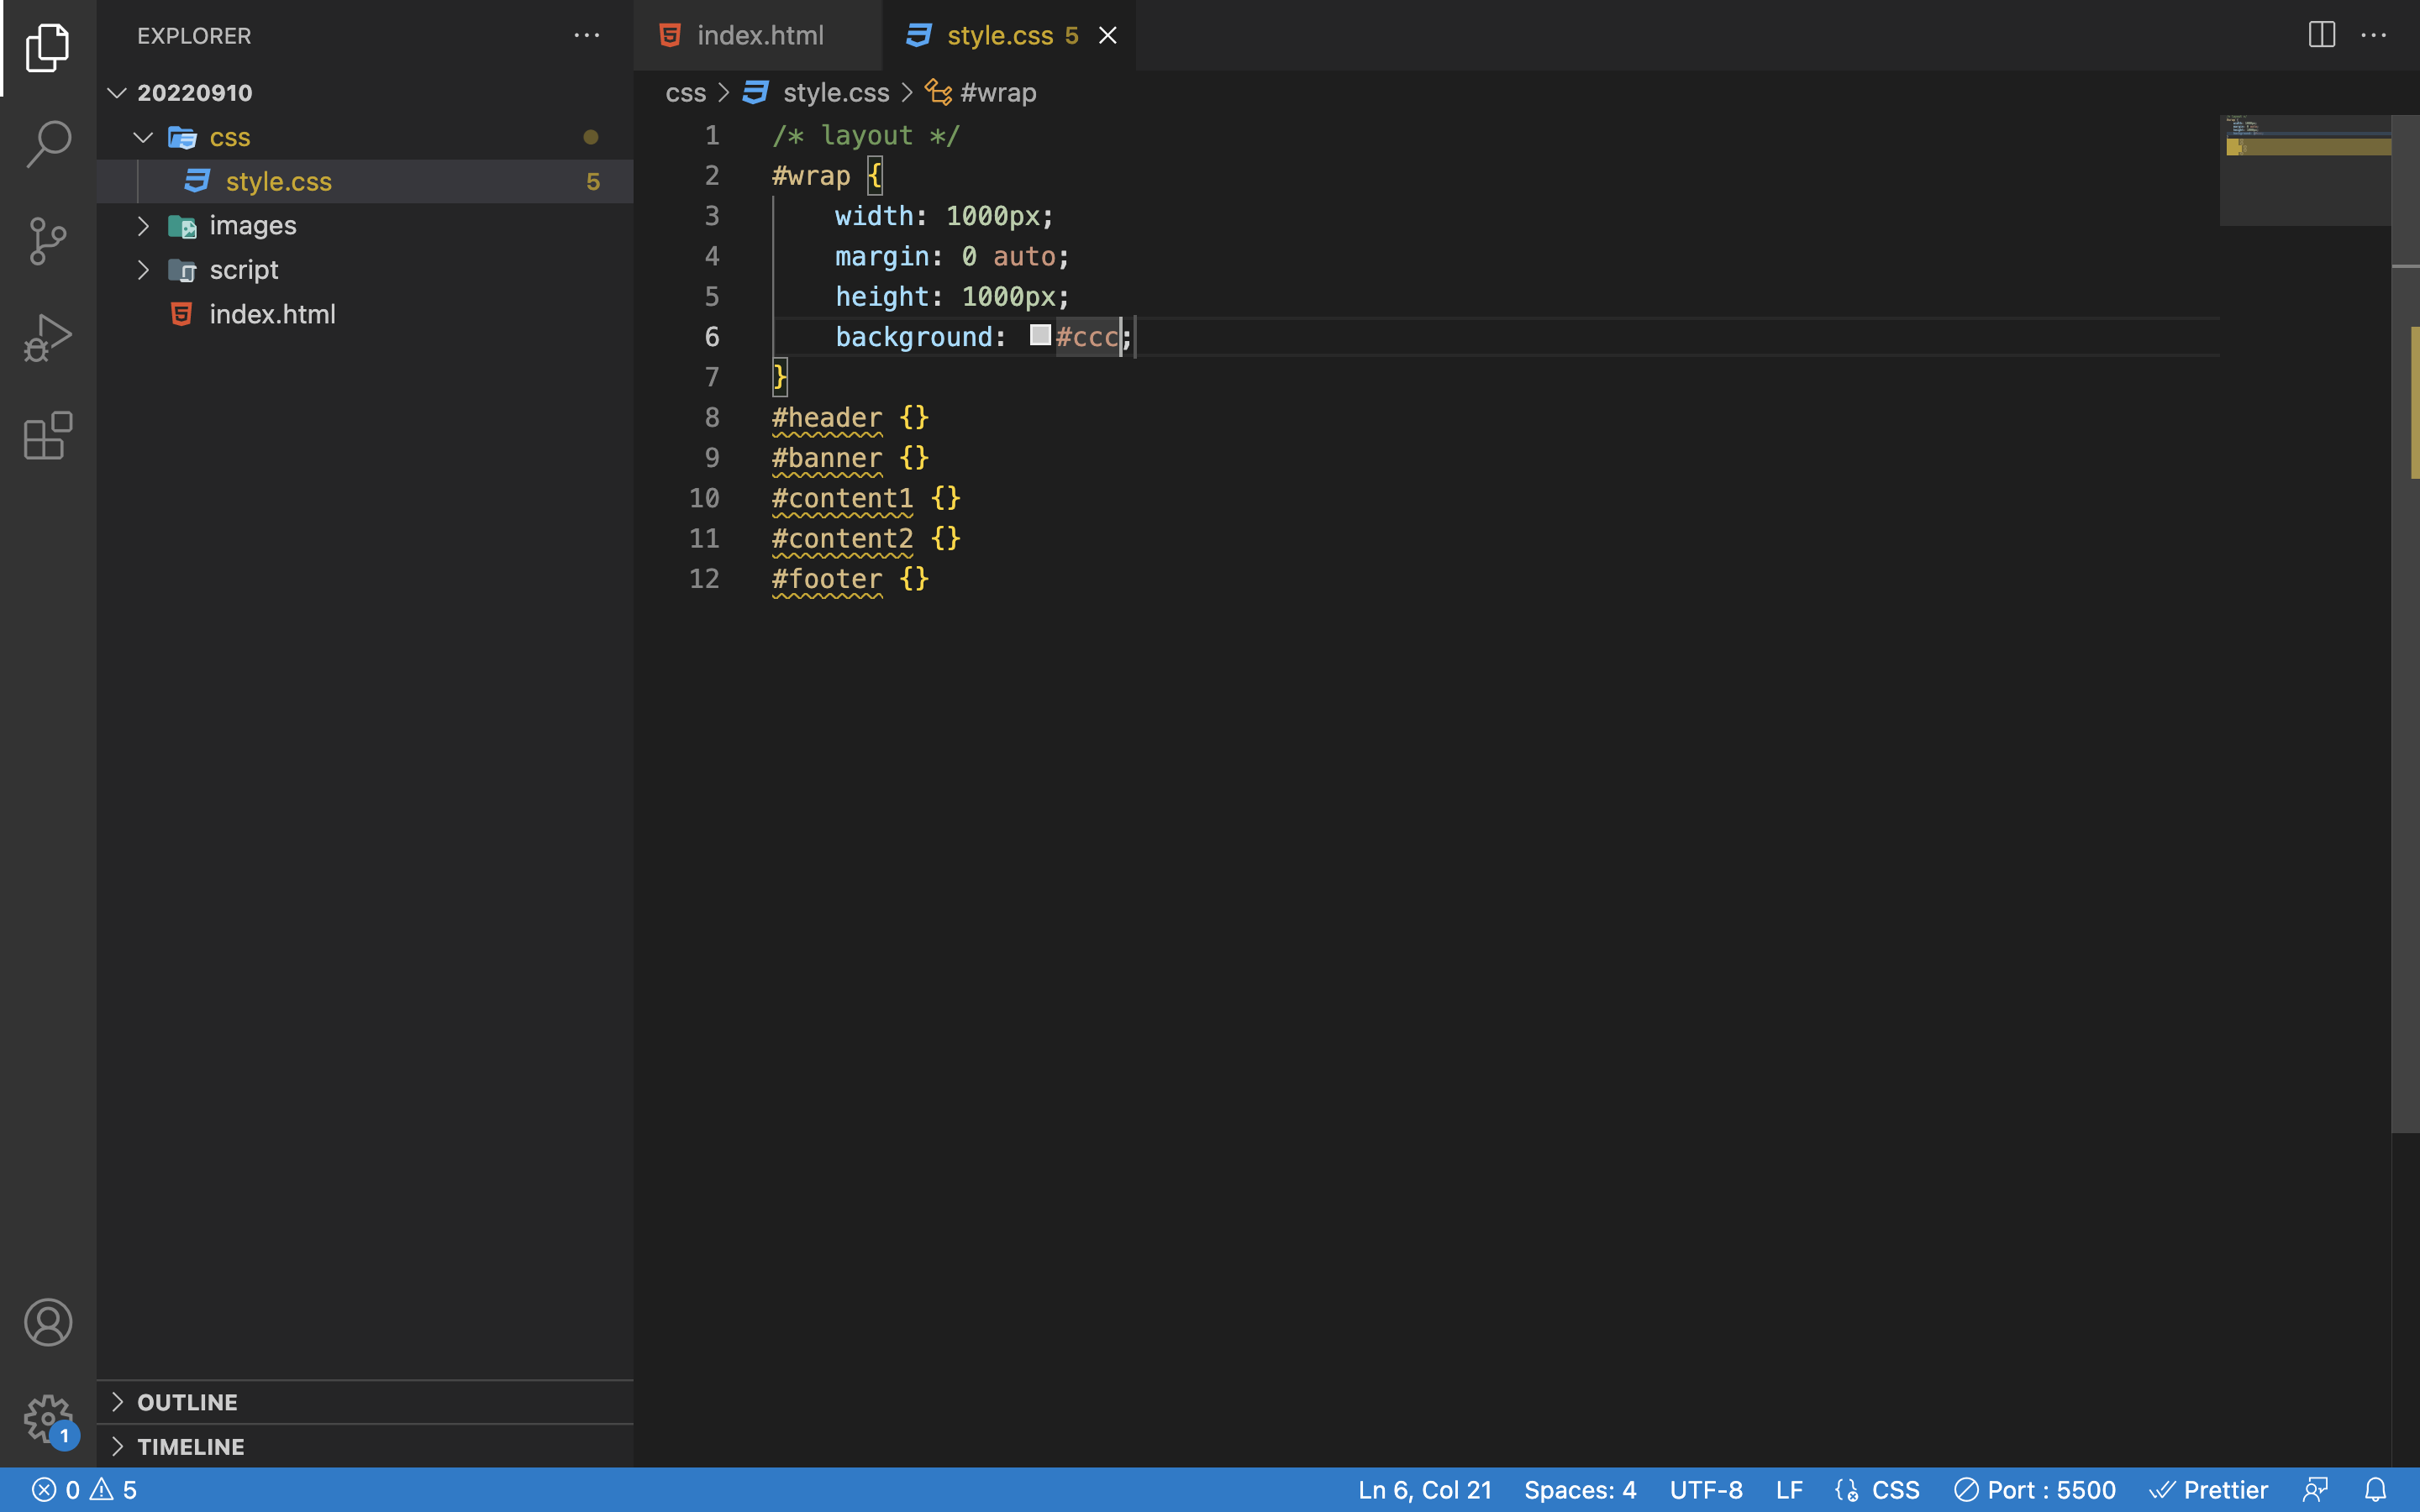 EXPLORER
20220910
css
style.css 5
images
script
index.html
OUTLINE
TIMELINE
index.html style.css 5
css > style.css > #wrap
1 /* layout */
2 #wrap {
3 width: 1000px;
4 margin: 0 auto;
5 height: 1000px;
6 background: #ccc;
7 }
8 #header {}
9 #banner {}
10 #content1 {}
11 #content2 {}
12 #footer {}
1
0 5 Ln 6, Col 21 Spaces: 4 UTF-8 LF CSS Port : 5500 Prettier